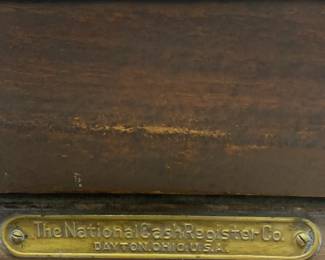 The National Cash Register Co.
DAYTON, OHIO, U.S.A.